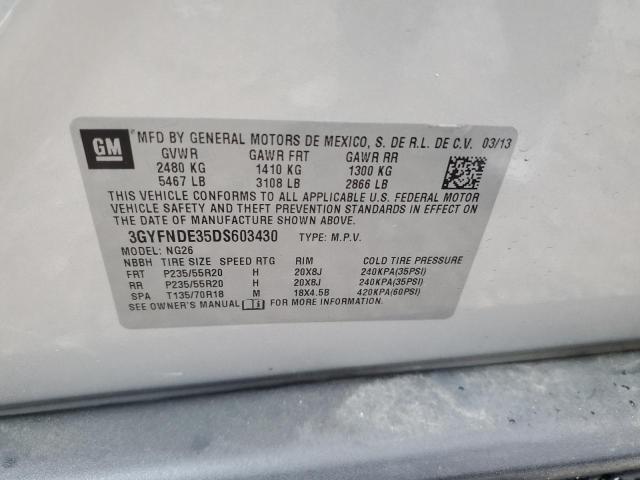 GM
MFD BY GENERAL MOTORS DE MEXICO, S. DE R.L. DE C.V. 03/13
GVWR GAWR FRT GAWR RR
2480 KG 1410 KG 1300 KG
5467 LB 3108 LB 2866 LB
THIS VEHICLE CONFORMS TO ALL APPLICABLE U.S. FEDERAL MOTOR
VEHICLE SAFETY AND THEFT PREVENTION STANDARDS IN EFFECT ON THE
DATE OF MANUFACTURE SHOWN ABOVE.
3GYFNDE35DS603430 TYPE: M.P.V.
MODEL: NG26
NBBH TIRE SIZE SPEED RTG RIM COLD TIRE PRESSURE
FRT P235/55R20 H 20X8J 240KPA(35PSI)
RR P235/55R20 H 20X8J 240KPA(35PSI)
SPA T135/70R18 M 18X4.5B 420KPA(60PSI)
SEE OWNER'S MANUAL FOR MORE INFORMATION.